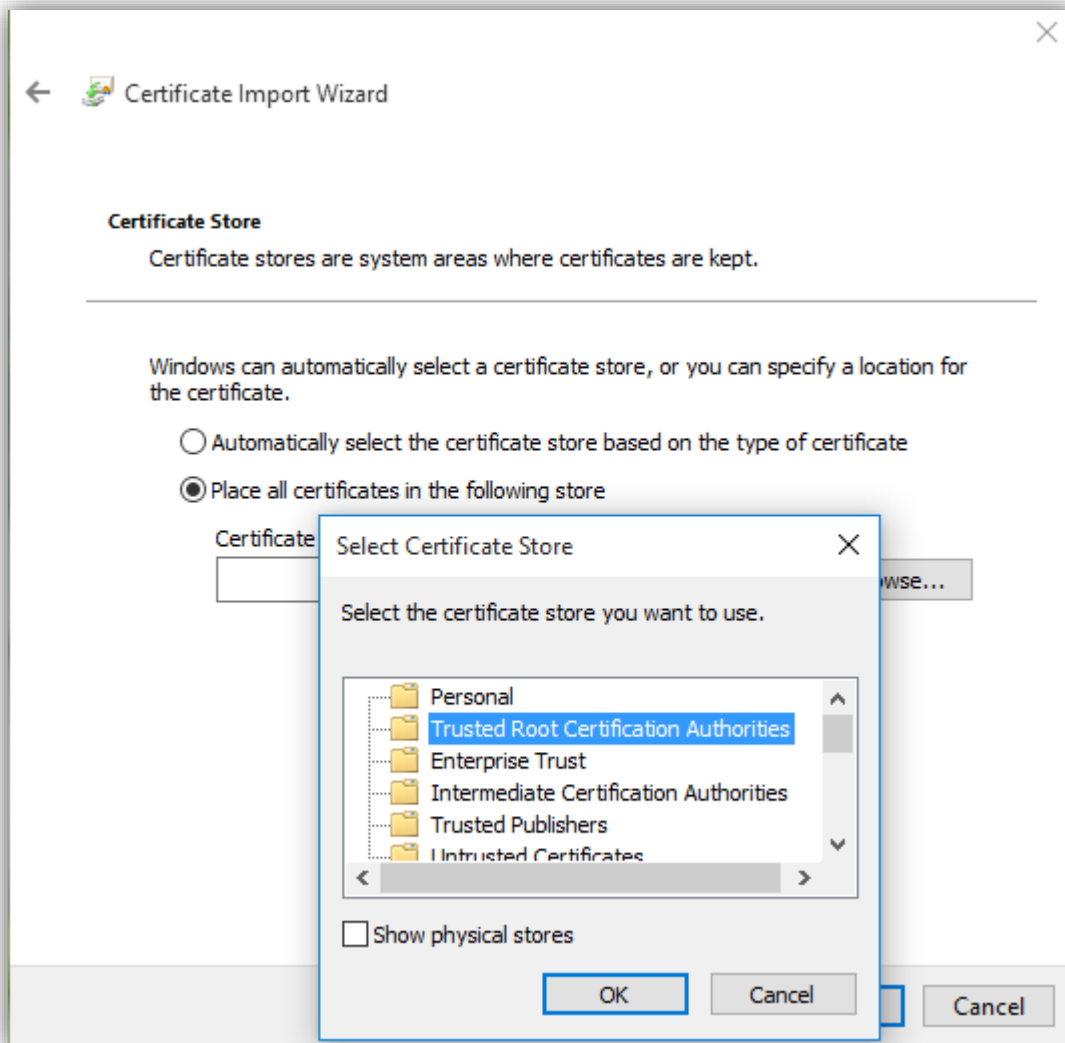 Certificate Import Wizard
Certificate Store
Certificate stores are system areas where certificates are kept.
Windows can automatically select a certificate store, or you can specify a location for
the certificate.
Automatically select the certificate store based on the type of certificate
Place all certificates in the following store
Certificate
Select Certificate Store
wse...
Select the certificate store you want to use.
Personal
Trusted Root Certification Authorities
Enterprise Trust
Intermediate Certification Authorities
Trusted Publishers
Untrusted Certificates
Show physical stores
OK
Cancel
Cancel